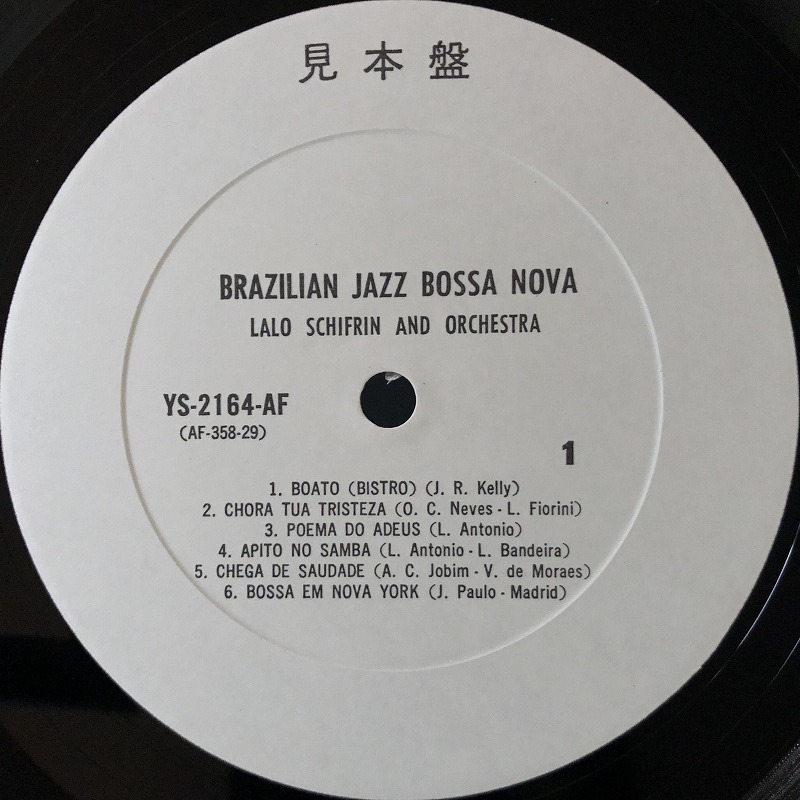 見本盤
BRAZILIAN JAZZ BOSSA NOVA
LALO SCHIFRIN AND ORCHESTRA
YS-2164-AF
(AF-358-29)
1
1. BOATO (BISTRO) (J. R. Kelly)
2. CHORA TUA TRISTEZA (O. C. Neves - L. Fiorini)
3. POEMA DO ADEUS (L. Antonio)
4. APITO NO SAMBA (L. Antonio - L. Bandeira)
5. CHEGA DE SAUDADE (A. C. Jobim - V. de Moraes)
6. BOSSA EM NOVA YORK (J. Paulo - Madrid)